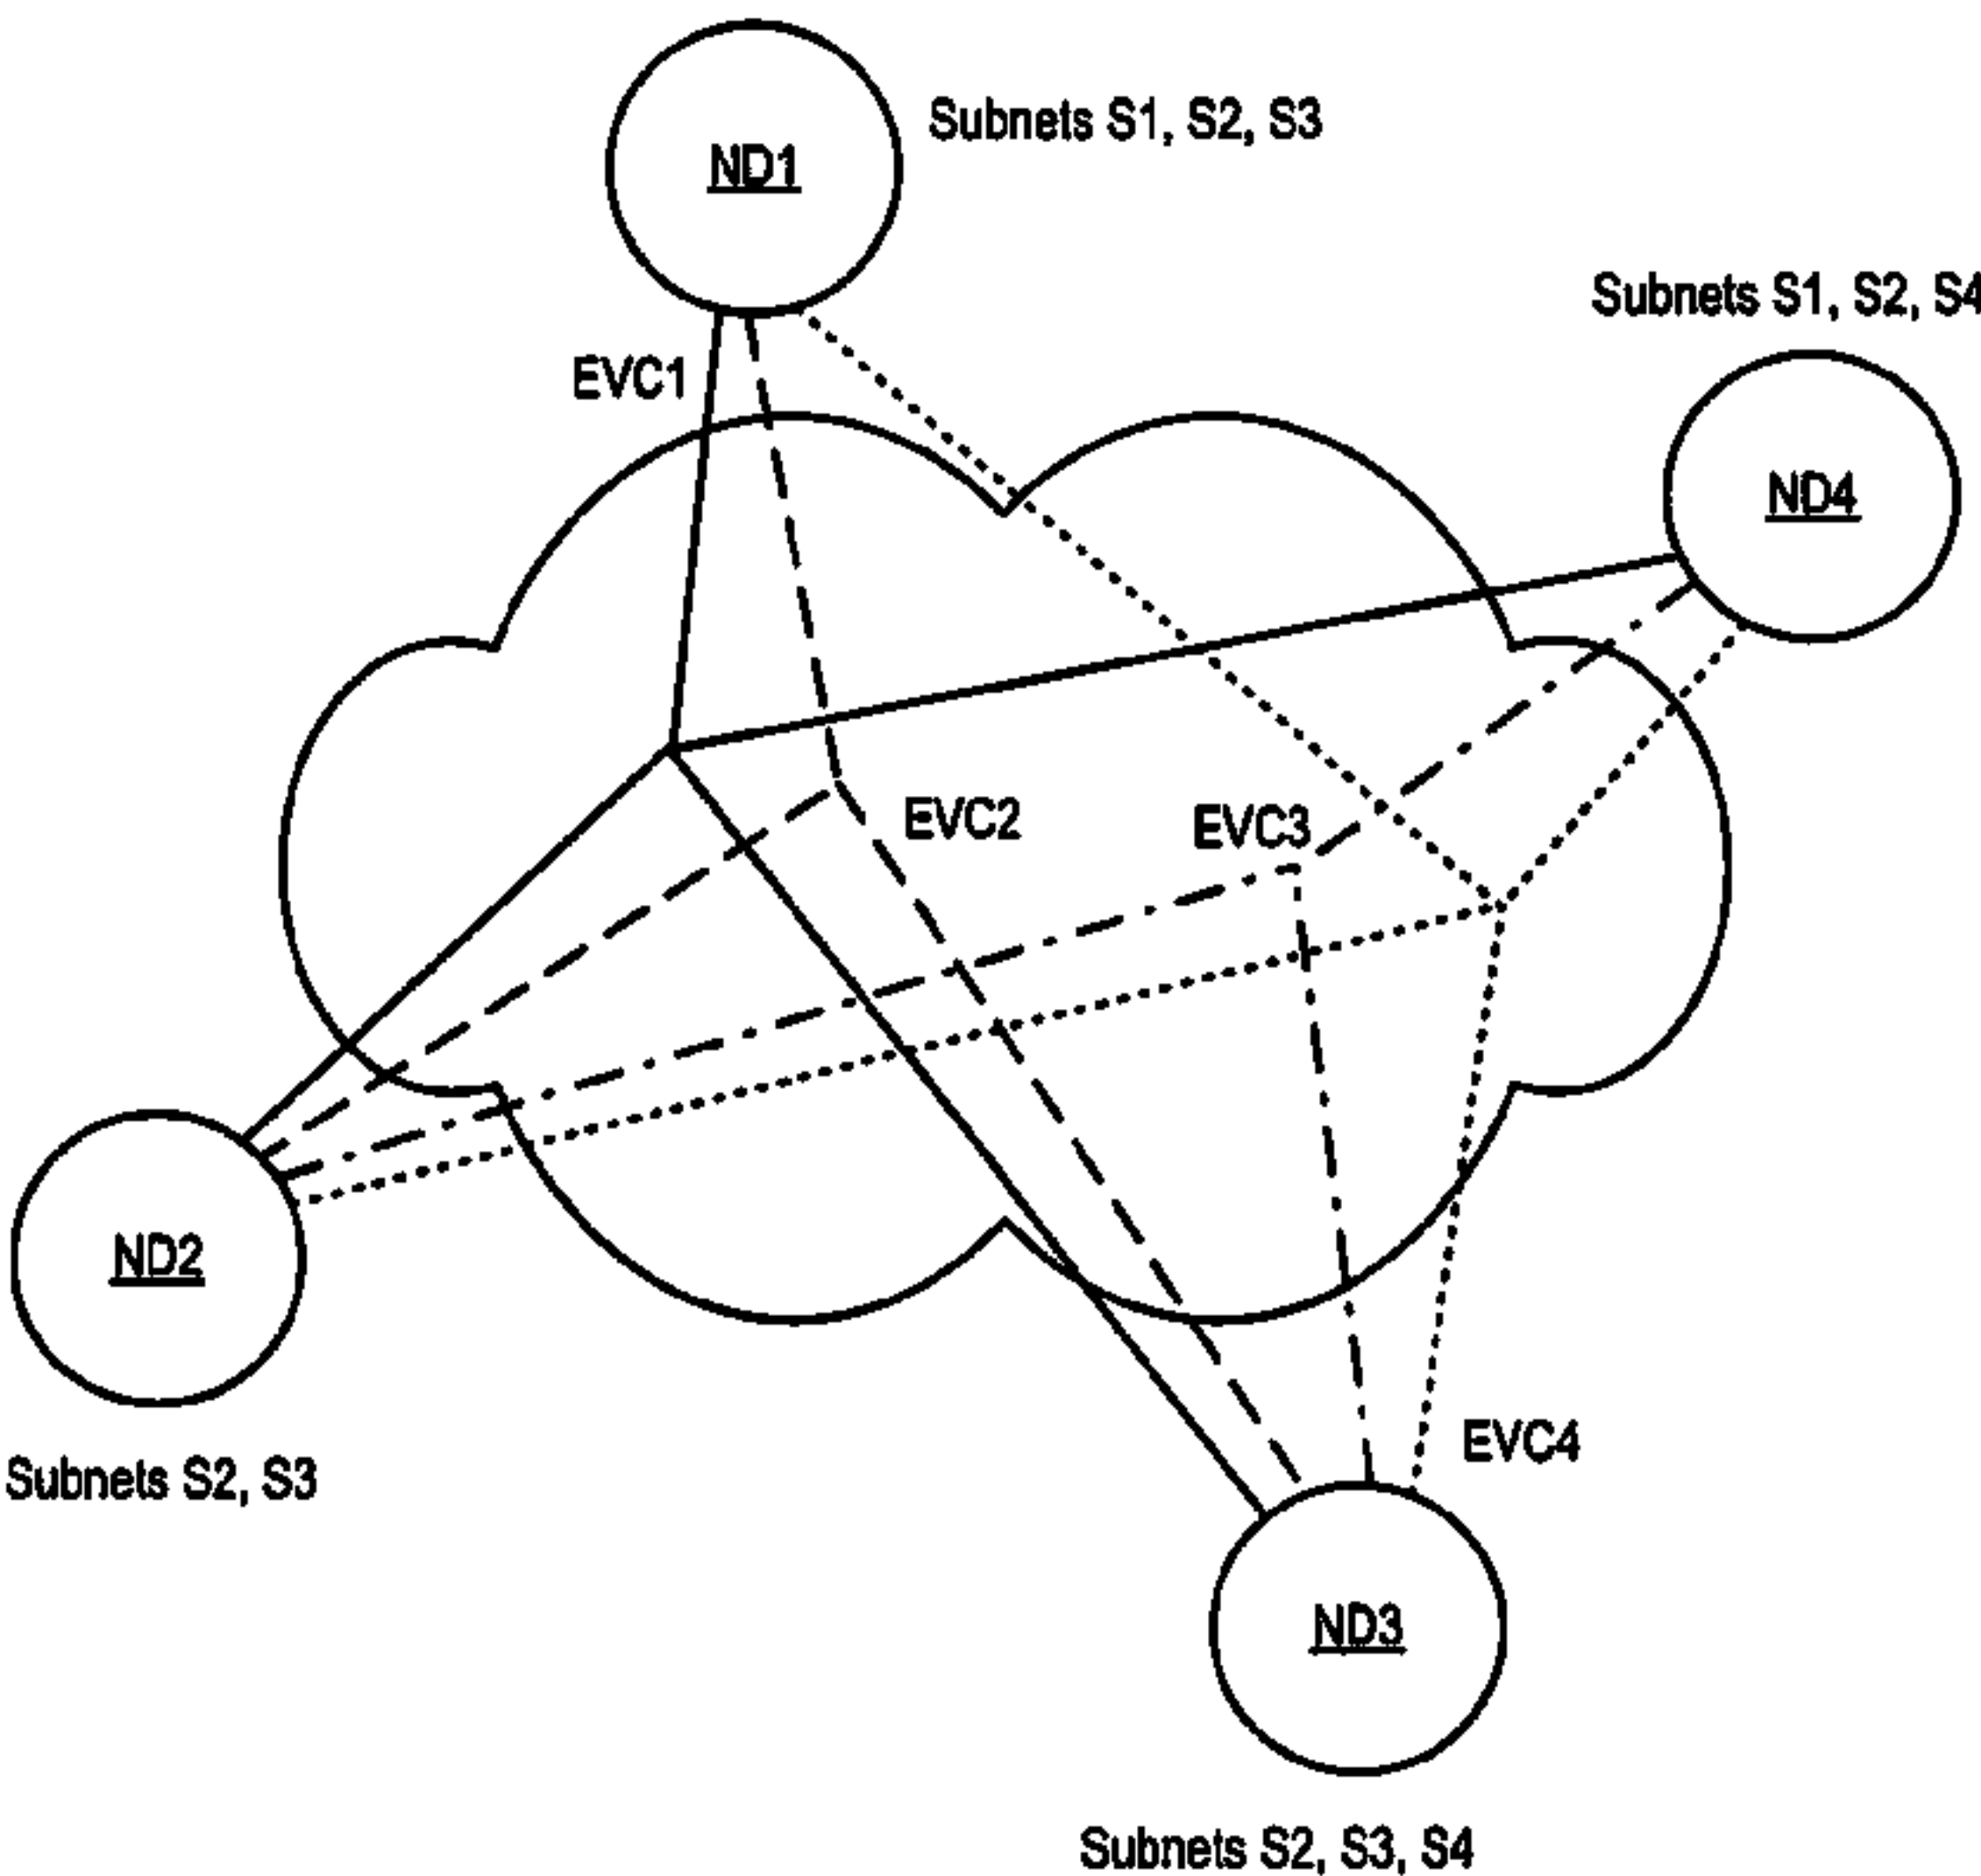 Subnets S1, S2, S3
ND1
Subnets S1, S2, S4
EVC1
ND4
EVC2
EVC3
ND2
EVC4
Subnets S2, S3
ND3
Subnets S2, S3, S4